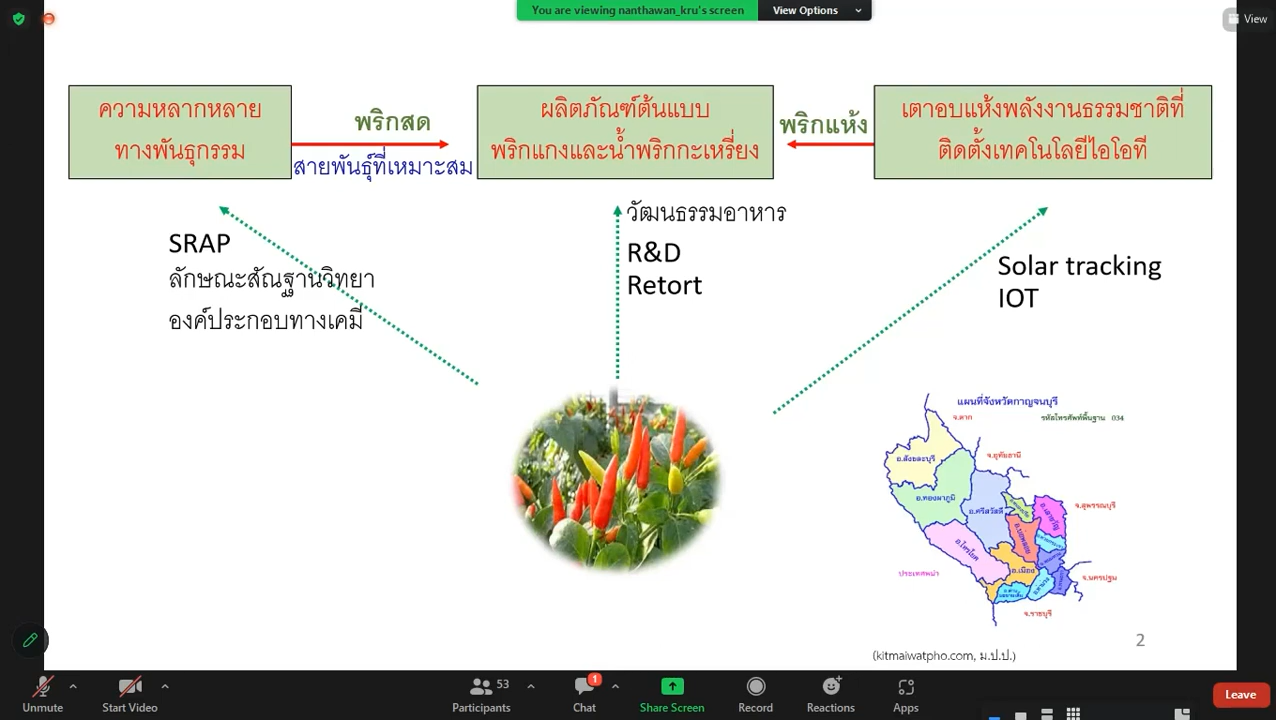 You are viewing nanthawan_kru's screen
View Options
View
ความหลากหลาย
ทางพันธุกรรม
พริกสด
สายพันธุ์ที่เหมาะสม
ผลิตภัณฑ์ต้นแบบ
พริกแกงและน้ำพริกกะเหรี่ยง
พริกแห้ง
เตาอบแห้งพลังงานธรรมชาติที่
ติดตั้งเทคโนโลยีไอโอที
SRAP
ลักษณะสัณฐานวิทยา
องค์ประกอบทางเคมี
วัฒนธรรมอาหาร
R&D
Retort
Solar tracking
IOT
แผนที่จังหวัดกาญจนบุรี
จ.ตาก
รหัสโทรศัพท์พื้นฐาน 034
จ.อุทัยธานี
อ.สังขละบุรี
อ.ทองผาภูมิ
อ.ศรีสวัสดิ์
จ.สุพรรณบุรี
อ.ไทรโยค
อ.เมือง
ประเทศพม่า
จ.นครปฐม
จ.ราชบุรี
2
(kitmaiwatpho.com, ม.ป.ป.)
Unmute
Start Video
53
Participants
1
Chat
Share Screen
Record
Reactions
Apps
Leave